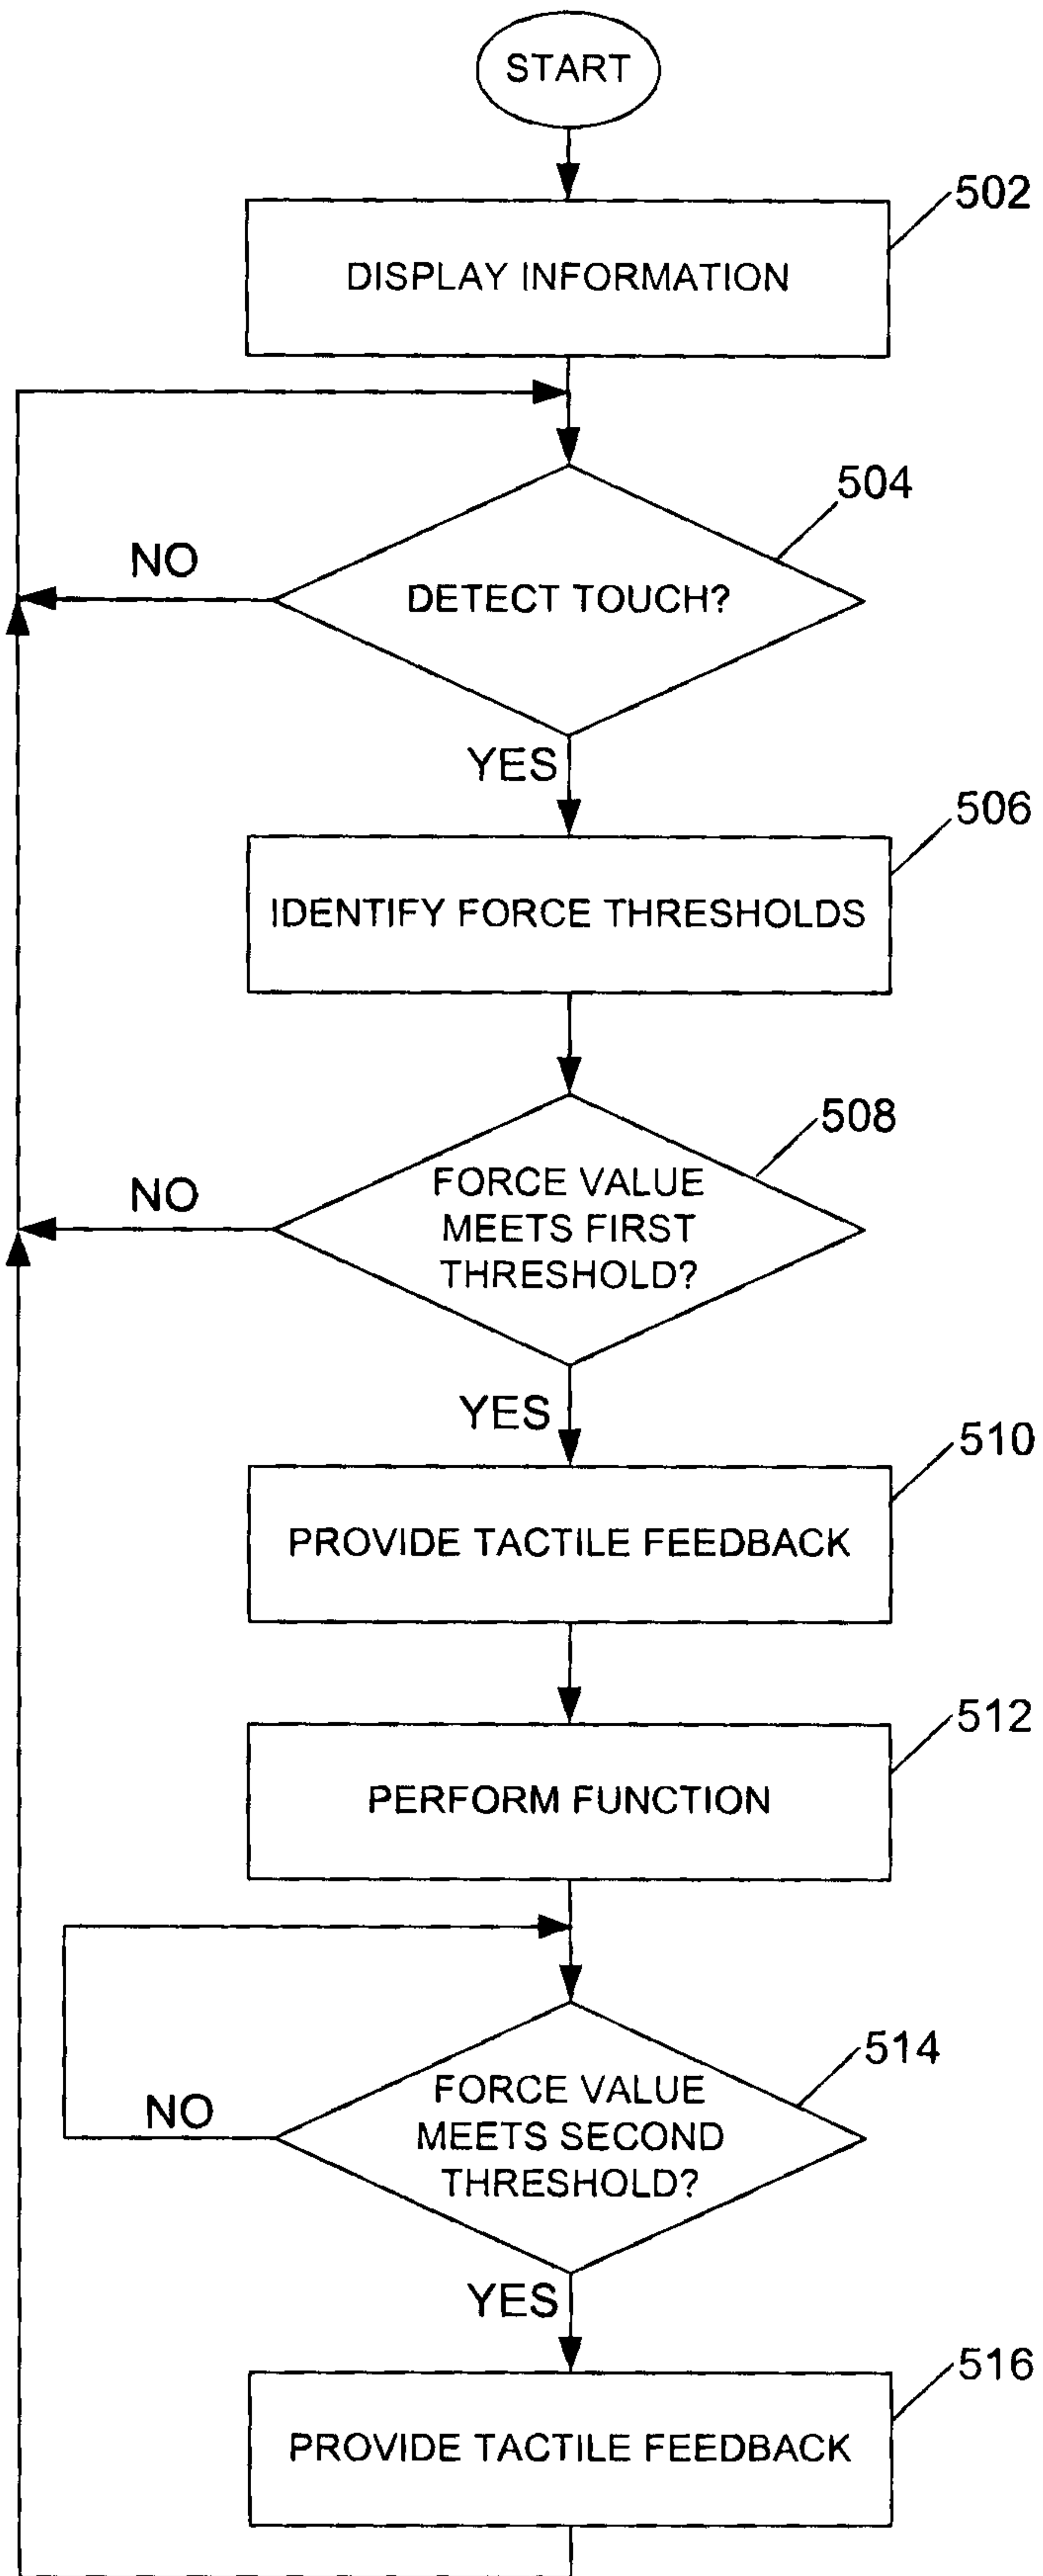 START
502
DISPLAY INFORMATION
504
NO
DETECT TOUCH?
YES
506
IDENTIFY FORCE THRESHOLDS
508
NO
FORCE VALUE
MEETS FIRST
THRESHOLD?
YES
510
PROVIDE TACTILE FEEDBACK
512
PERFORM FUNCTION
514
NO
FORCE VALUE
MEETS SECOND
THRESHOLD?
YES
516
PROVIDE TACTILE FEEDBACK